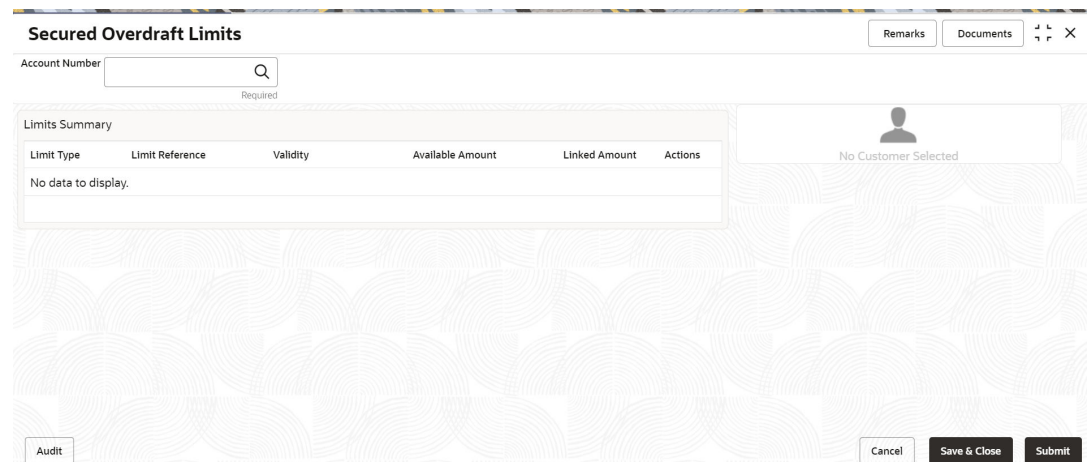 Secured Overdraft Limits
Remarks
Documents
Account Number
Required
Limits Summary
Limit Type Limit Reference Validity Available Amount Linked Amount Actions
No data to display.
No Customer Selected
Audit
Cancel
Save & Close
Submit